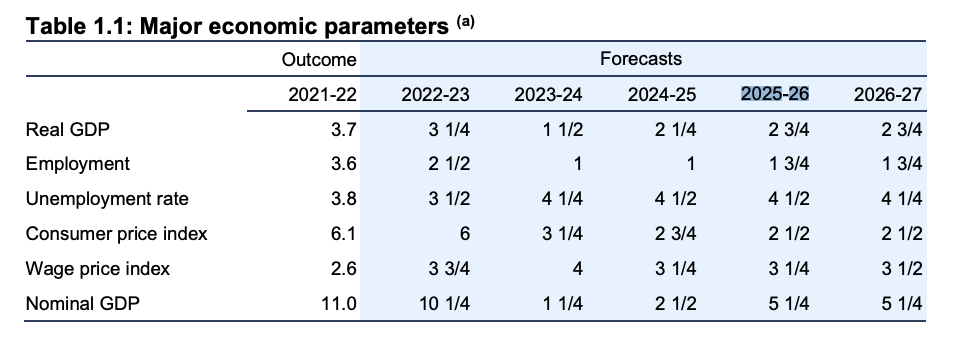 Table 1.1: Major economic parameters (a)
Outcome Forecasts
2021-22 2022-23 2023-24 2024-25 2025-26 2026-27
Real GDP 3.7 3 1/4 1 1/2 2 1/4 2 3/4 2 3/4
Employment 3.6 2 1/2 1 1 1 3/4 1 3/4
Unemployment rate 3.8 3 1/2 4 1/4 4 1/2 4 1/2 4 1/4
Consumer price index 6.1 6 3 1/4 2 3/4 2 1/2 2 1/2
Wage price index 2.6 3 3/4 4 3 1/4 3 1/4 3 1/2
Nominal GDP 11.0 10 1/4 1 1/4 2 1/2 5 1/4 5 1/4